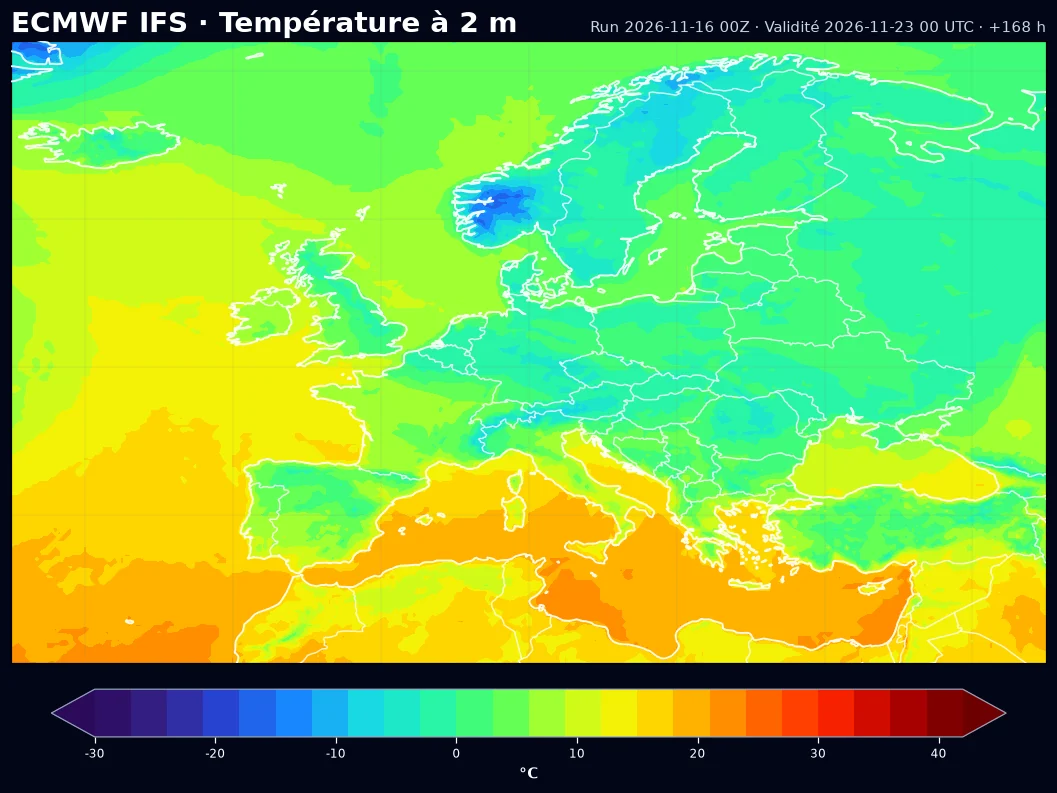 ECMWF IFS · Température à 2 m
Run 2026-11-16 00Z · Validité 2026-11-23 00 UTC · +168 h
-30 -20 -10 0 10 20 30 40
°C